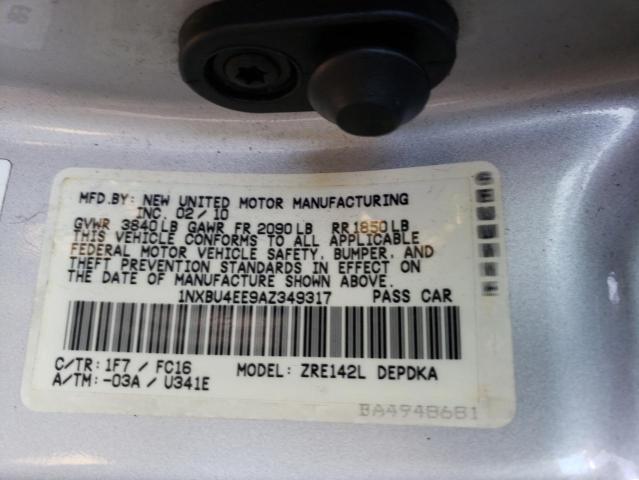 MFD.BY: NEW UNITED MOTOR MANUFACTURING
INC. 02/10
GVWR 3840LB GAWR FR 2090LB RR 1850LB
THIS VEHICLE CONFORMS TO ALL APPLICABLE
FEDERAL MOTOR VEHICLE SAFETY, BUMPER, AND
THEFT PREVENTION STANDARDS IN EFFECT ON
THE DATE OF MANUFACTURE SHOWN ABOVE.
1NXBU4EE9AZ349317 PASS CAR
C/TR: 1F7 / FC16 MODEL: ZRE142L DEPDKA
A/TM: -03A / U341E
BA494B6B1